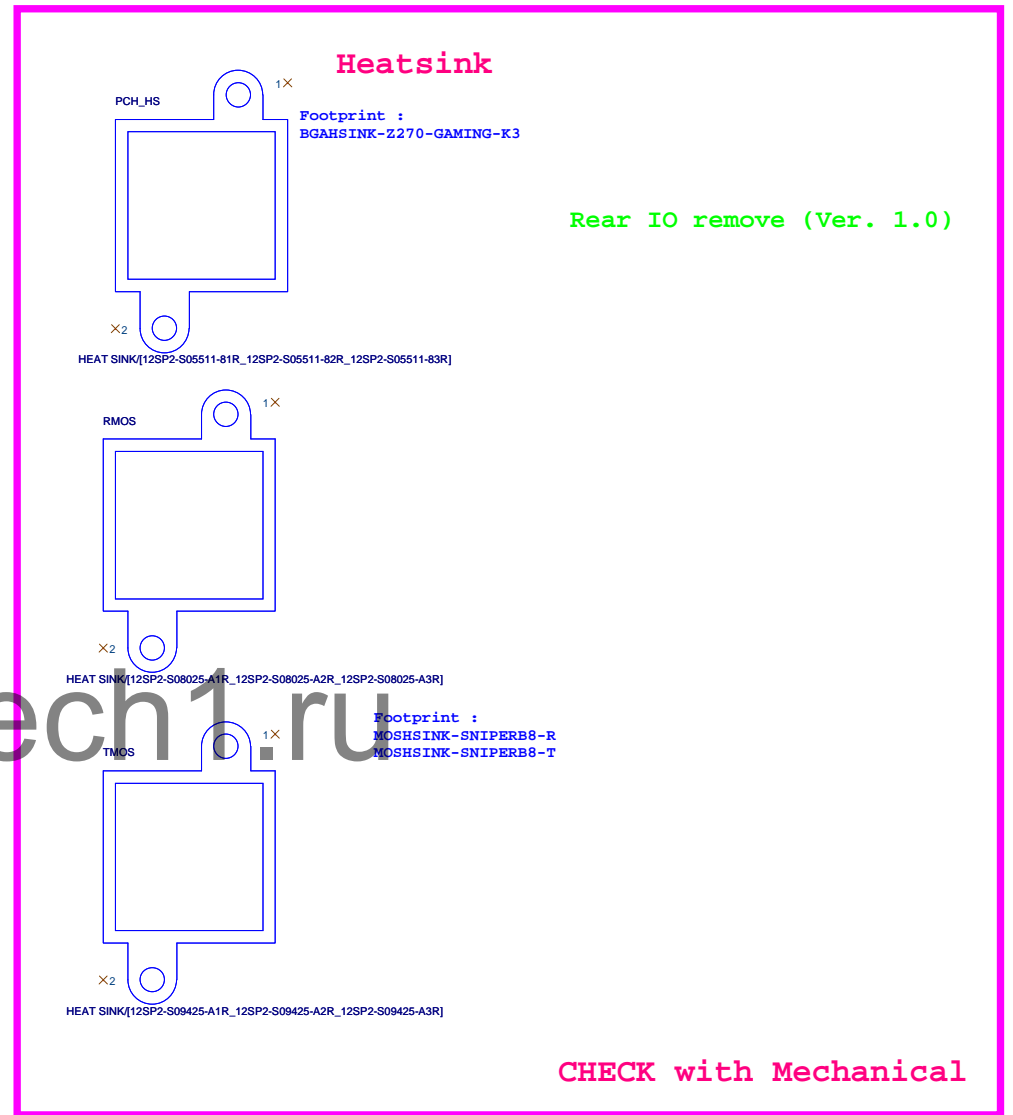 Heatsink
1
PCH_HS
Footprint :
BGAHSINK-Z270-GAMING-K3
Rear IO remove (Ver. 1.0)
2
HEAT SINK/[12SP2-S05511-81R_12SP2-S05511-82R_12SP2-S05511-83R]
1
RMOS
2
HEAT SINK/[12SP2-S08025-A1R_12SP2-S08025-A2R_12SP2-S08025-A3R]
ech1.ru
Footprint :
MOSHSINK-SNIPERB8-R
MOSHSINK-SNIPERB8-T
1
TMOS
2
HEAT SINK/[12SP2-S09425-A1R_12SP2-S09425-A2R_12SP2-S09425-A3R]
CHECK with Mechanical